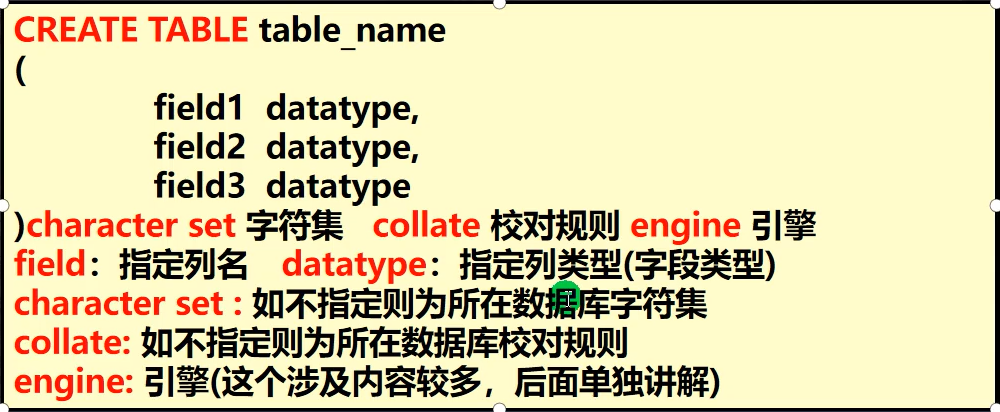 CREATE TABLE table_name
(
field1 datatype,
field2 datatype,
field3 datatype
)character set 字符集 collate 校对规则 engine 引擎
field：指定列名 datatype：指定列类型(字段类型)
character set : 如不指定则为所在数据库字符集
collate: 如不指定则为所在数据库校对规则
engine: 引擎(这个涉及内容较多，后面单独讲解)